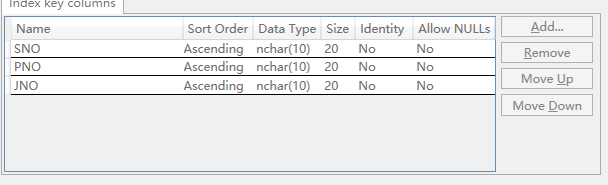 Index key columns
Name Sort Order Data Type Size Identity Allow NULLs
SNO Ascending nchar(10) 20 No No
PNO Ascending nchar(10) 20 No No
JNO Ascending nchar(10) 20 No No
Add...
Remove
Move Up
Move Down